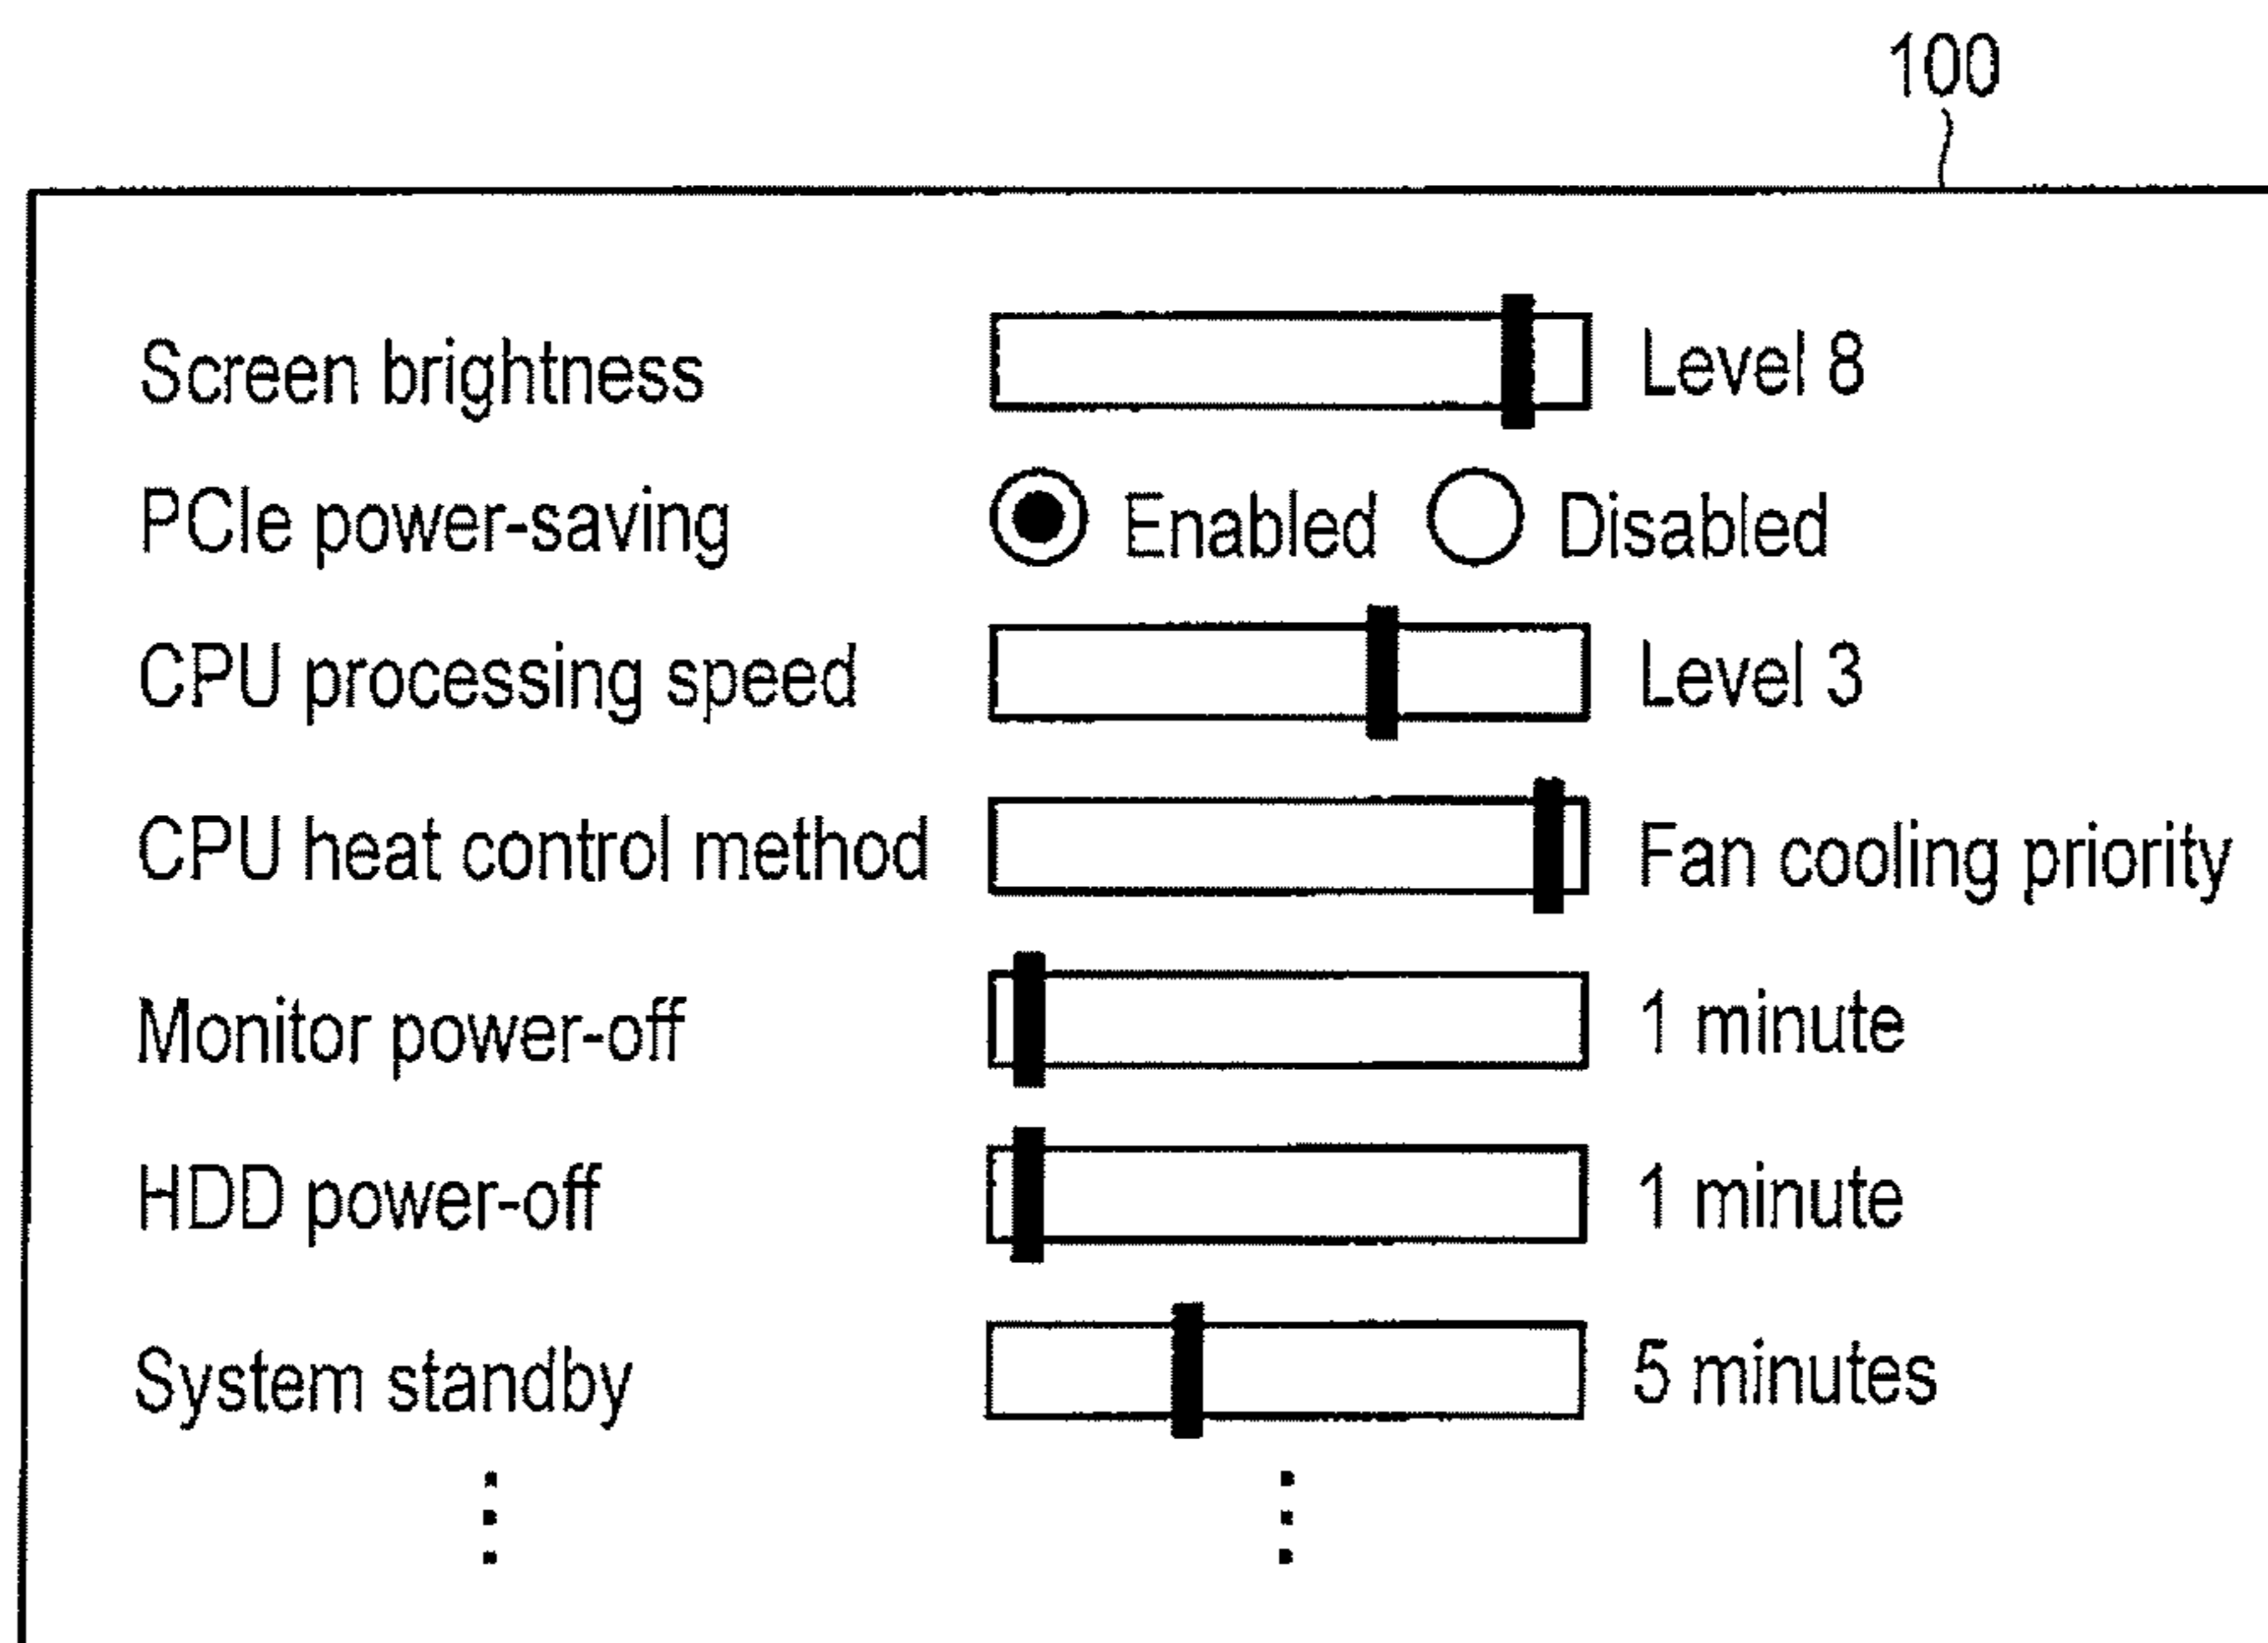 100
Screen brightness Level 8
PCIe power-saving Enabled Disabled
CPU processing speed Level 3
CPU heat control method Fan cooling priority
Monitor power-off 1 minute
HDD power-off 1 minute
System standby 5 minutes